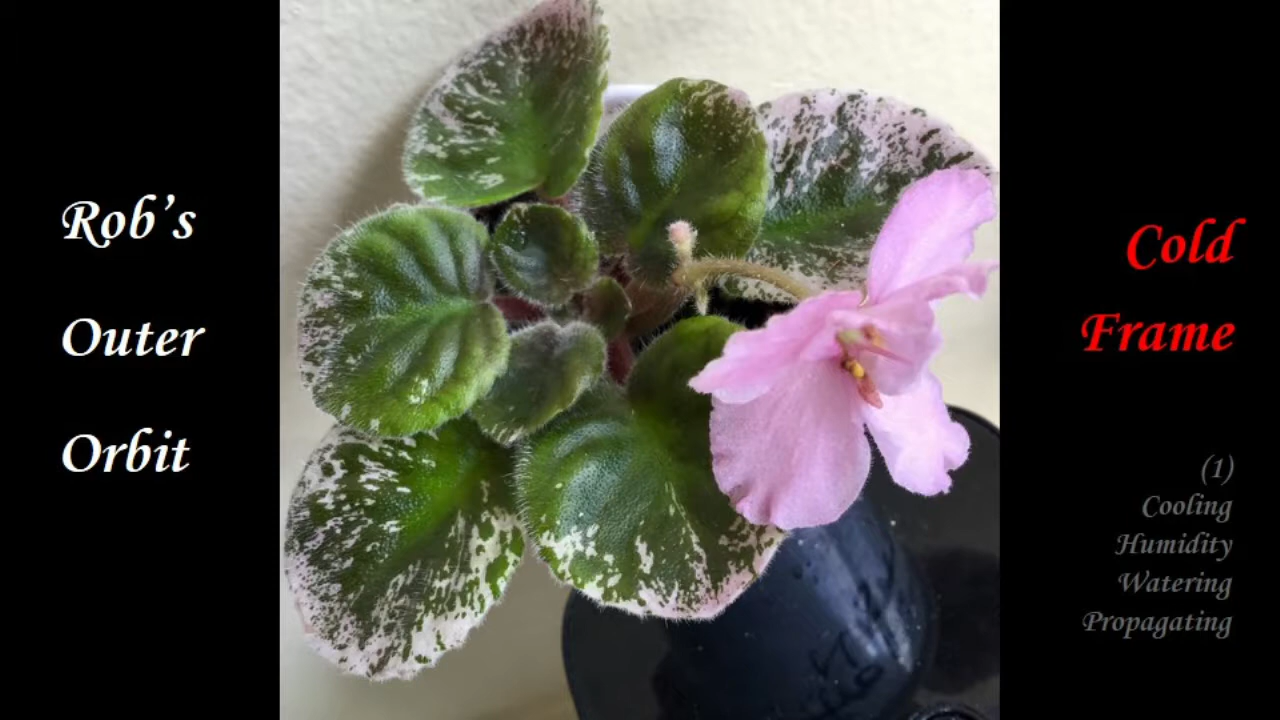 Rob's
Outer
Orbit
Cold
Frame
(1)
Cooling
Humidity
Watering
Propagating